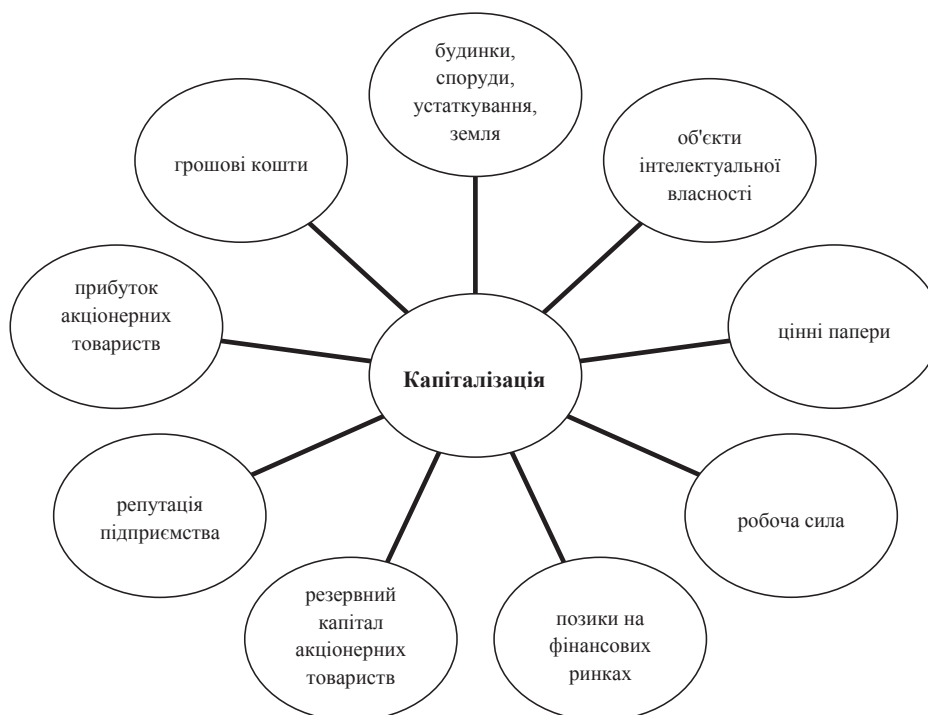 будинки,
споруди,
устаткування,
земля
об'єкти
інтелектуальної
власності
грошові кошти
прибуток
акціонерних
товариств
цінні папери
Капіталізація
репутація
підприємства
робоча сила
резервний
капітал
акціонерних
товариств
позики на
фінансових
ринках